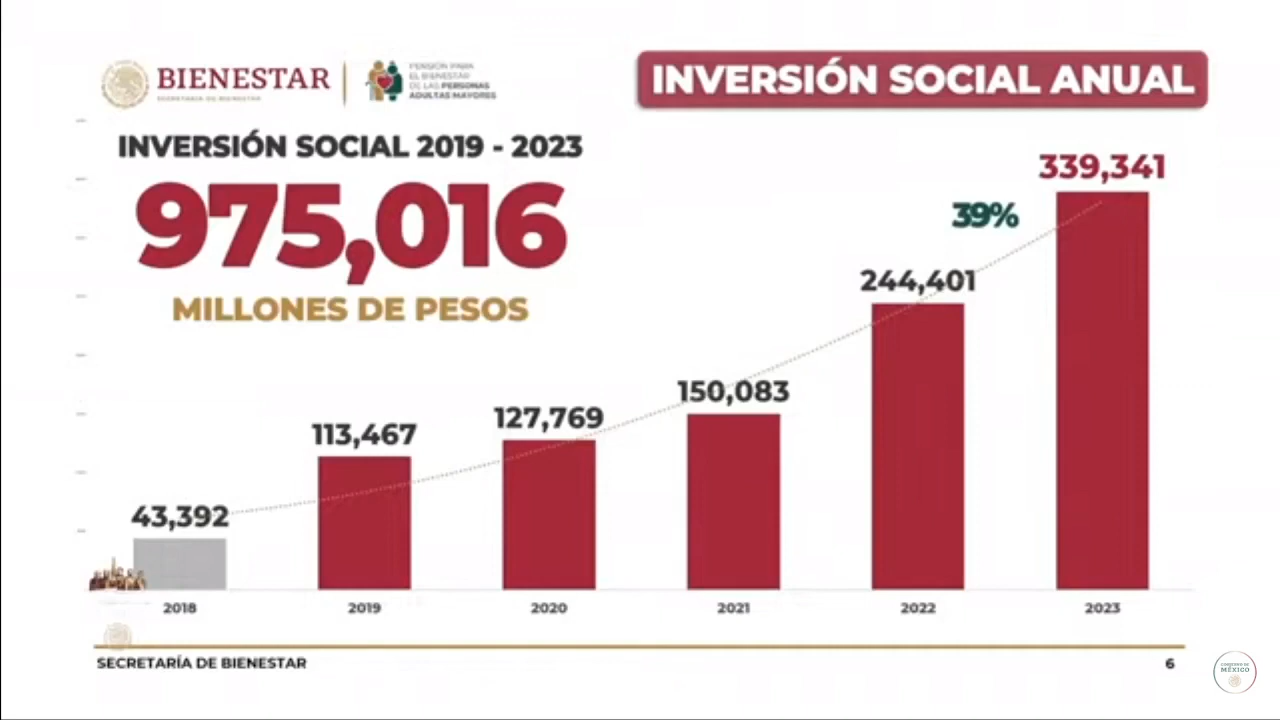 BIENESTAR
SECRETARÍA DE BIENESTAR
PENSIÓN PARA
EL BIENESTAR
DE LAS PERSONAS
ADULTAS MAYORES
INVERSIÓN SOCIAL ANUAL
INVERSIÓN SOCIAL 2019 - 2023
975,016
MILLONES DE PESOS
43,392
113,467
127,769
150,083
244,401
39%
339,341
2018
2019
2020
2021
2022
2023
SECRETARÍA DE BIENESTAR
6
GOBIERNO DE
MÉXICO